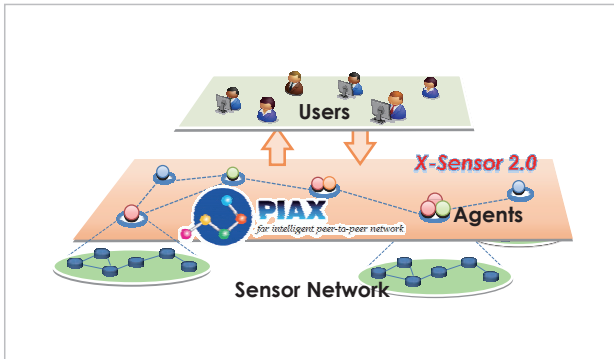 Users
X-Sensor 2.0
PIAX
for intelligent peer-to-peer network
Agents
Sensor Network